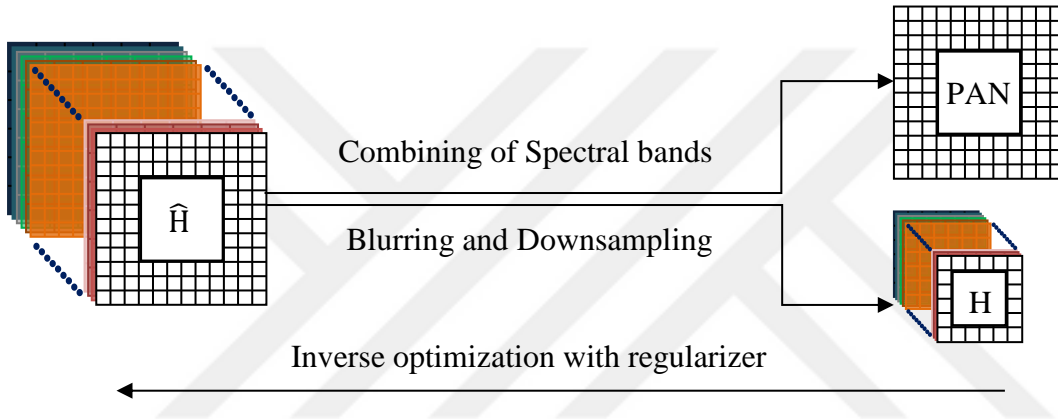 PAN
Combining of Spectral bands
Ĥ
Blurring and Downsampling
H
Inverse optimization with regularizer